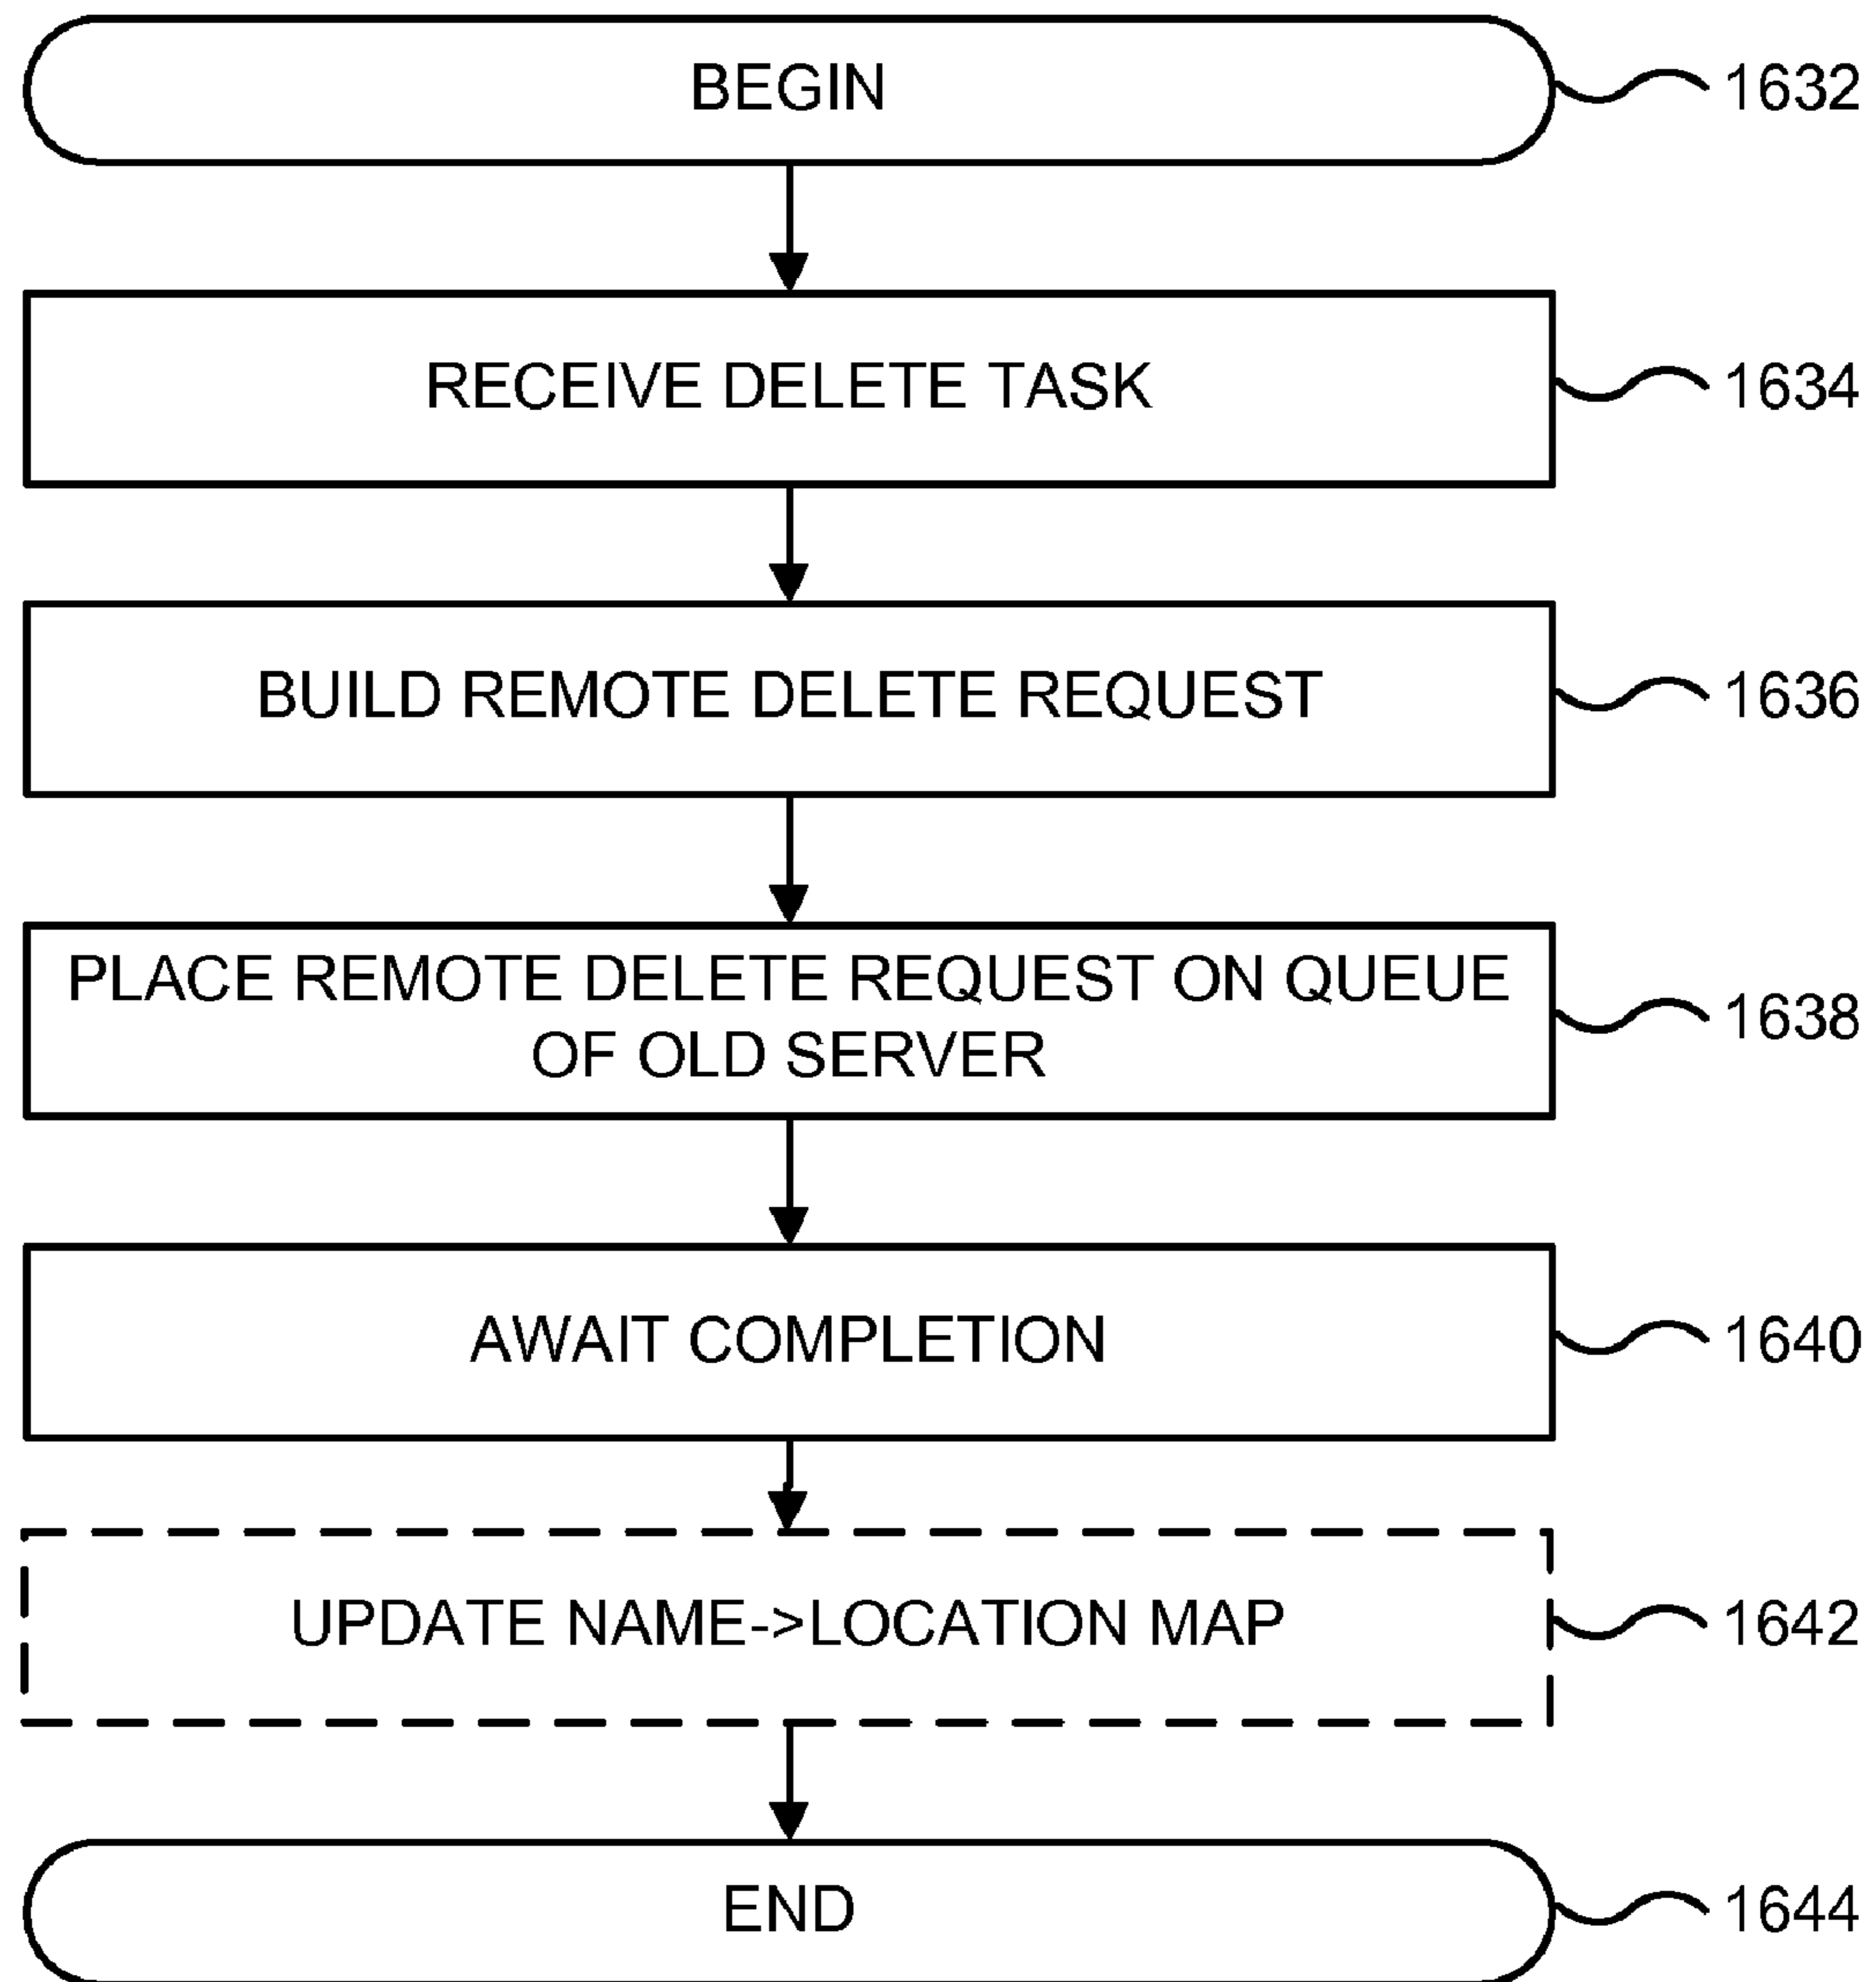 BEGIN
1632
RECEIVE DELETE TASK
1634
BUILD REMOTE DELETE REQUEST
1636
PLACE REMOTE DELETE REQUEST ON QUEUE
OF OLD SERVER
1638
AWAIT COMPLETION
1640
UPDATE NAME->LOCATION MAP
1642
END
1644